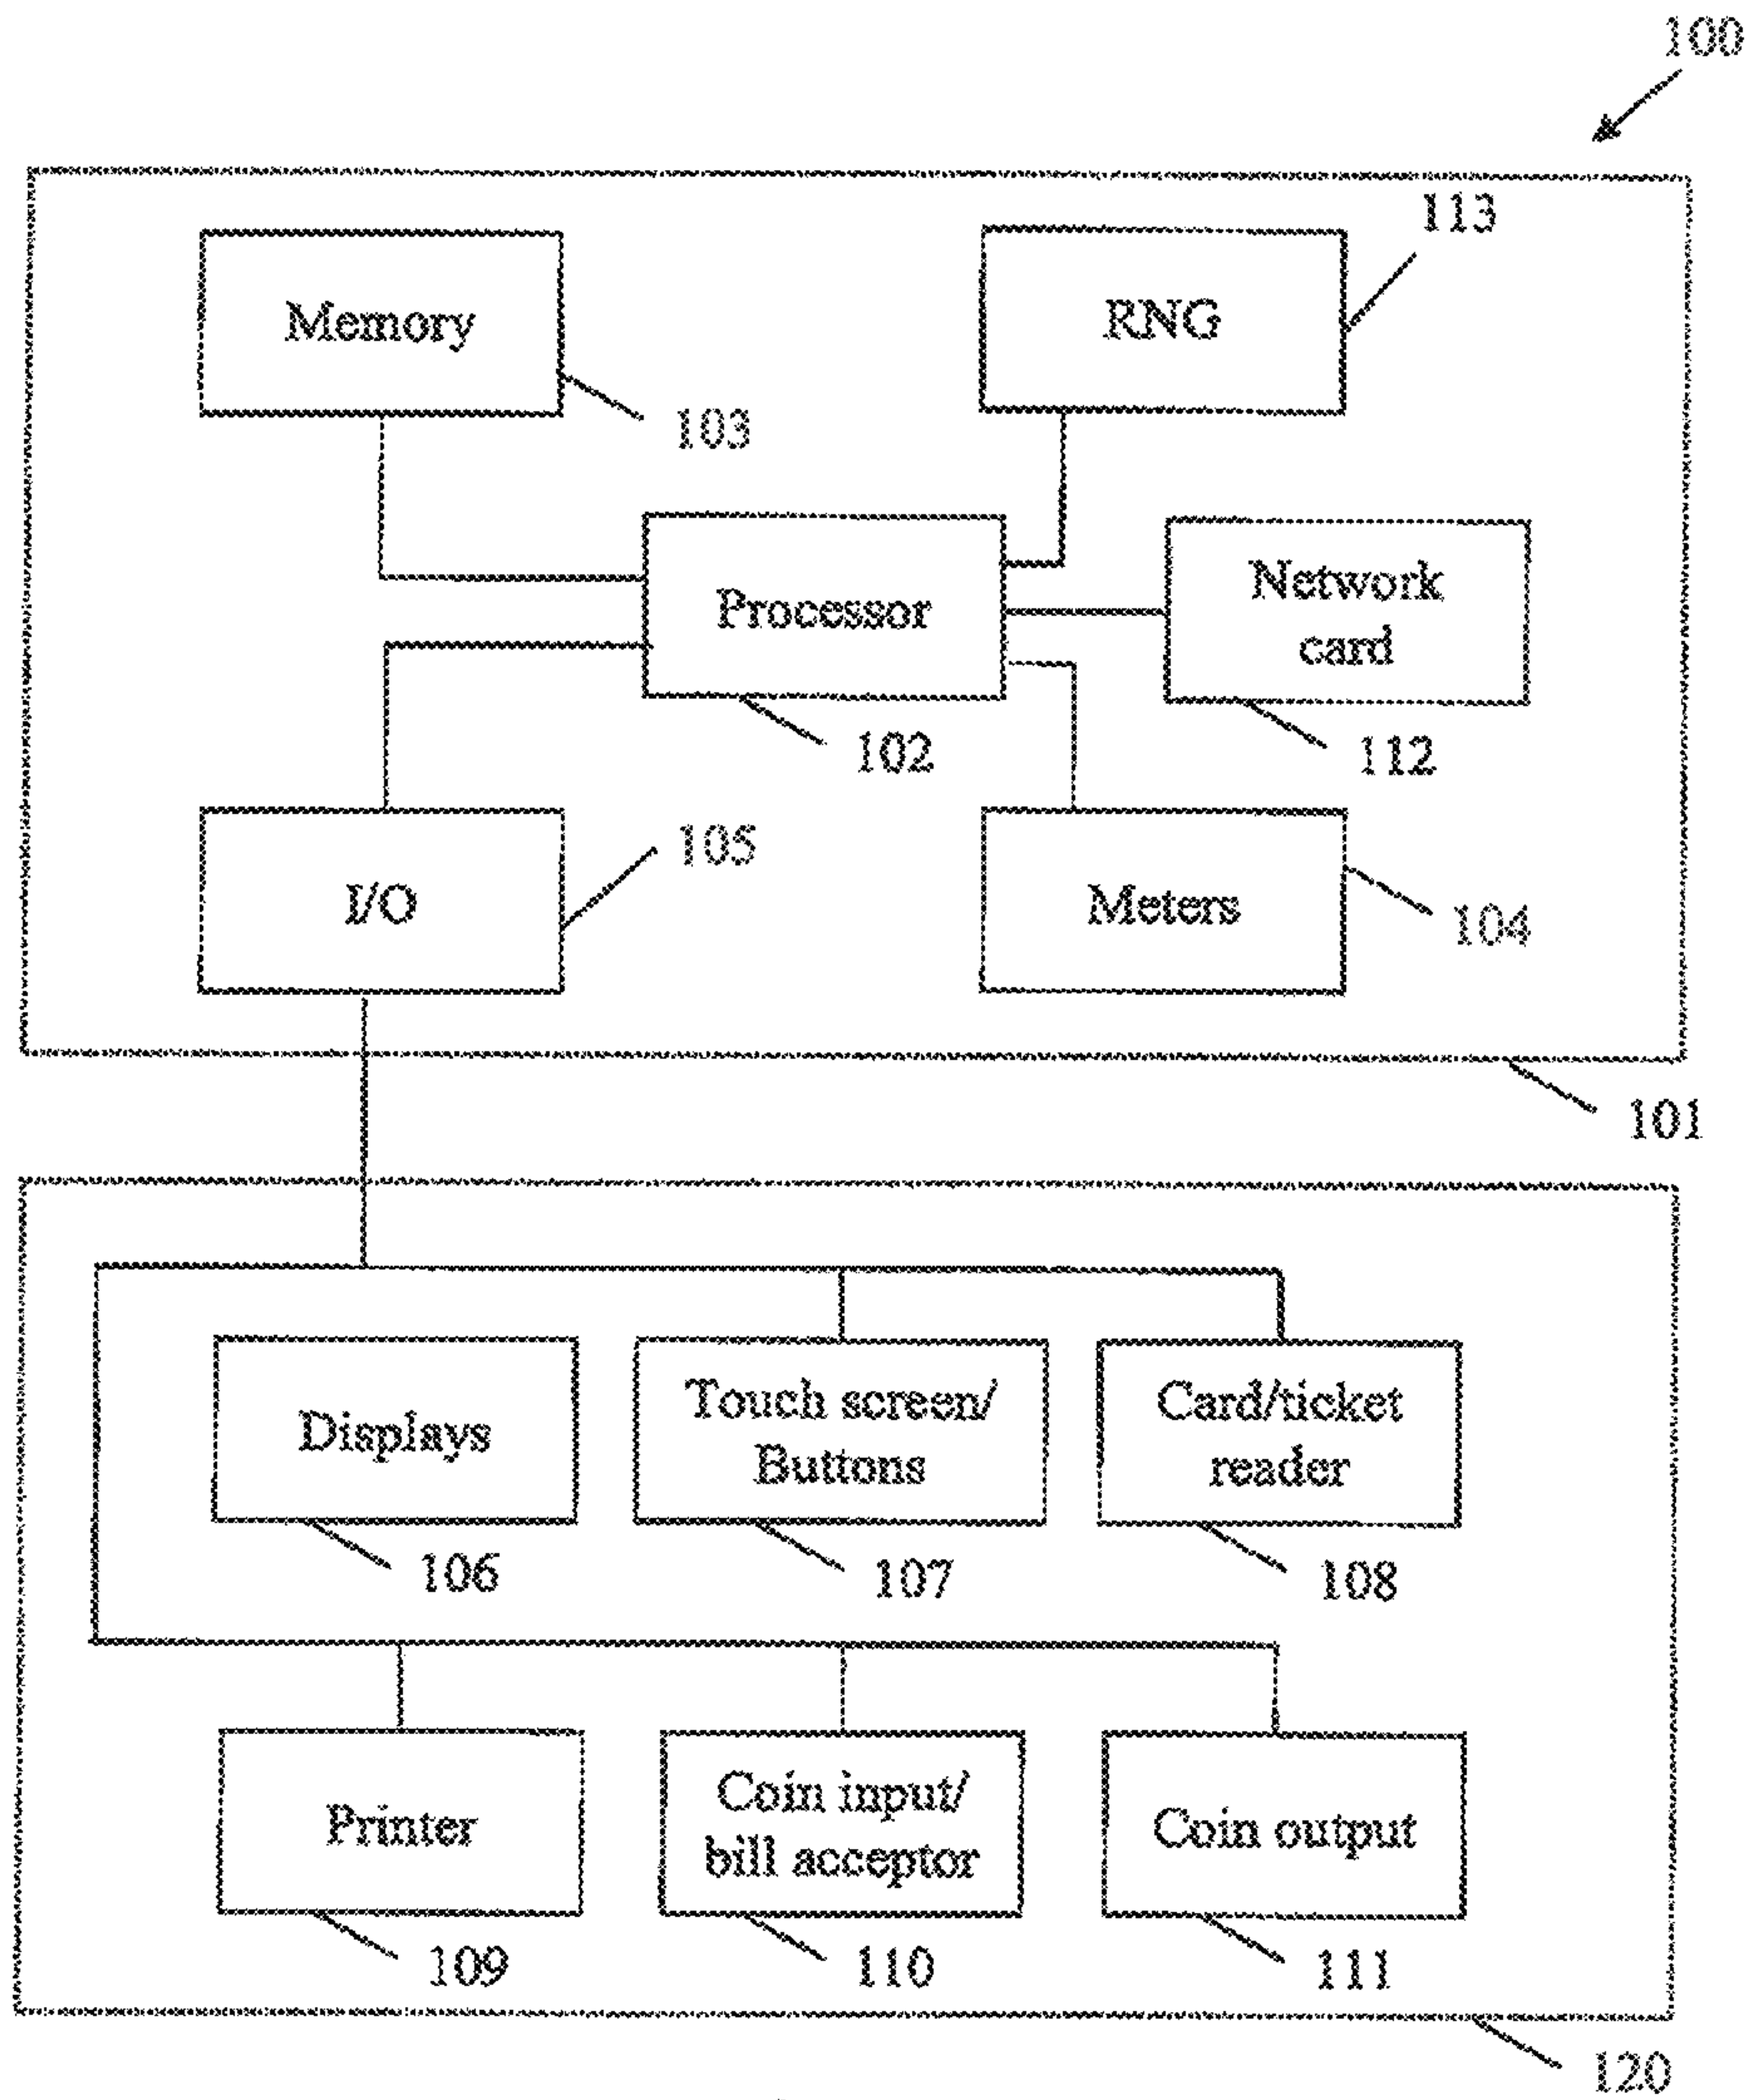 100
113
Memory
RNG
103
Processor
Network
card
102
112
I/O
105
Meters
104
101
Displays
Touch screen/
Buttons
Card/ticket
reader
106
107
108
Printer
Coin input/
bill acceptor
Coin output
109
110
111
120